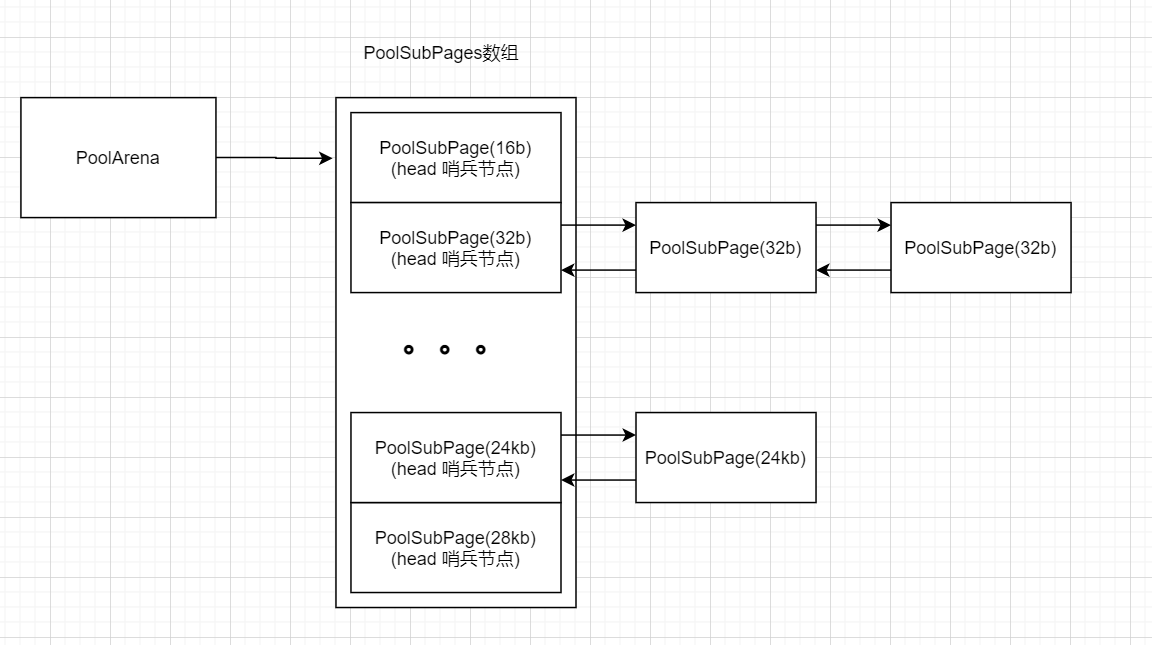 PoolSubPages数组
PoolArena
PoolSubPage(16b)
(head 哨兵节点)
PoolSubPage(32b)
(head 哨兵节点)
PoolSubPage(32b)
PoolSubPage(32b)
PoolSubPage(24kb)
(head 哨兵节点)
PoolSubPage(24kb)
PoolSubPage(28kb)
(head 哨兵节点)